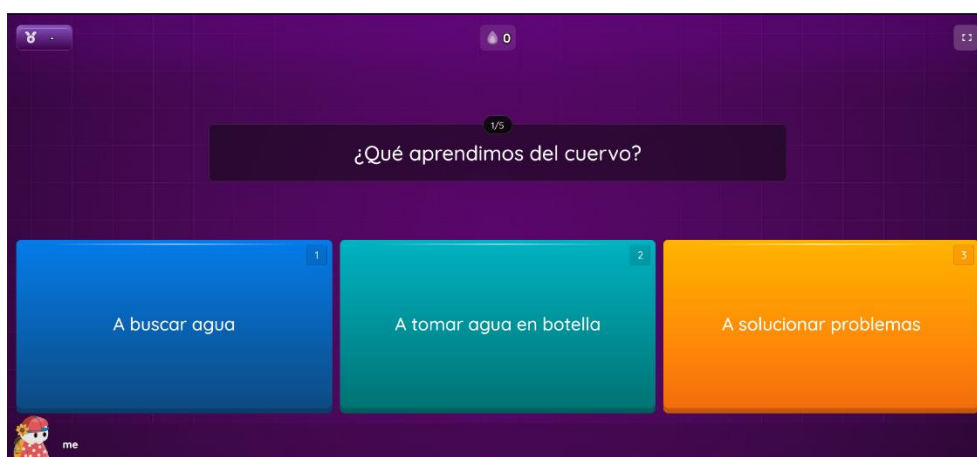 -
0
1/5
¿Qué aprendimos del cuervo?
1
A buscar agua
2
A tomar agua en botella
3
A solucionar problemas
me